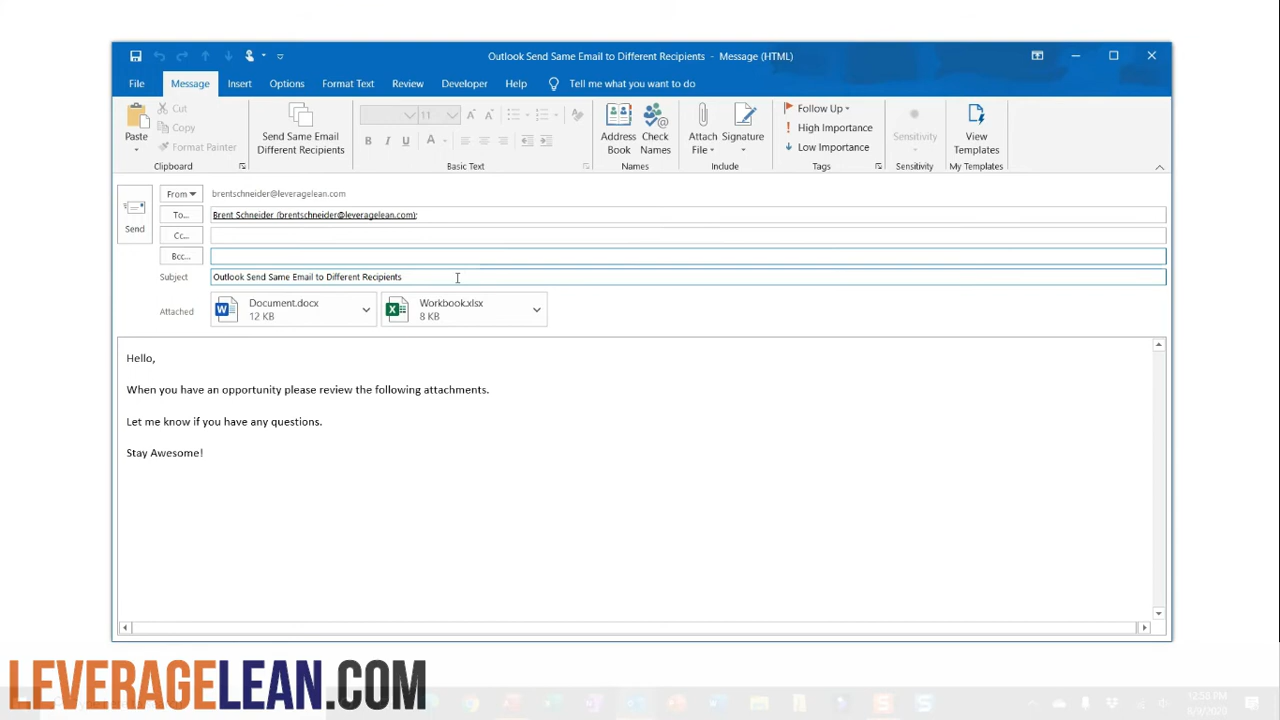 Outlook Send Same Email to Different Recipients - Message (HTML)
File Message Insert Options Format Text Review Developer Help Tell me what you want to do
Paste
Cut
Copy
Format Painter
Clipboard
Send Same Email
Different Recipients
11
B I U A
Basic Text
Address
Book
Check
Names
Names
Attach
File
Signature
Include
Follow Up
High Importance
Low Importance
Tags
Sensitivity
Sensitivity
View
Templates
My Templates
Send
From brentschneider@leveragelean.com
To... Brent Schneider (brentschneider@leveragelean.com);
Cc...
Bcc...
Subject Outlook Send Same Email to Different Recipients
Attached
Document.docx
12 KB
Workbook.xlsx
8 KB
Hello,
When you have an opportunity please review the following attachments.
Let me know if you have any questions.
Stay Awesome!
LEVERAGELEAN.COM